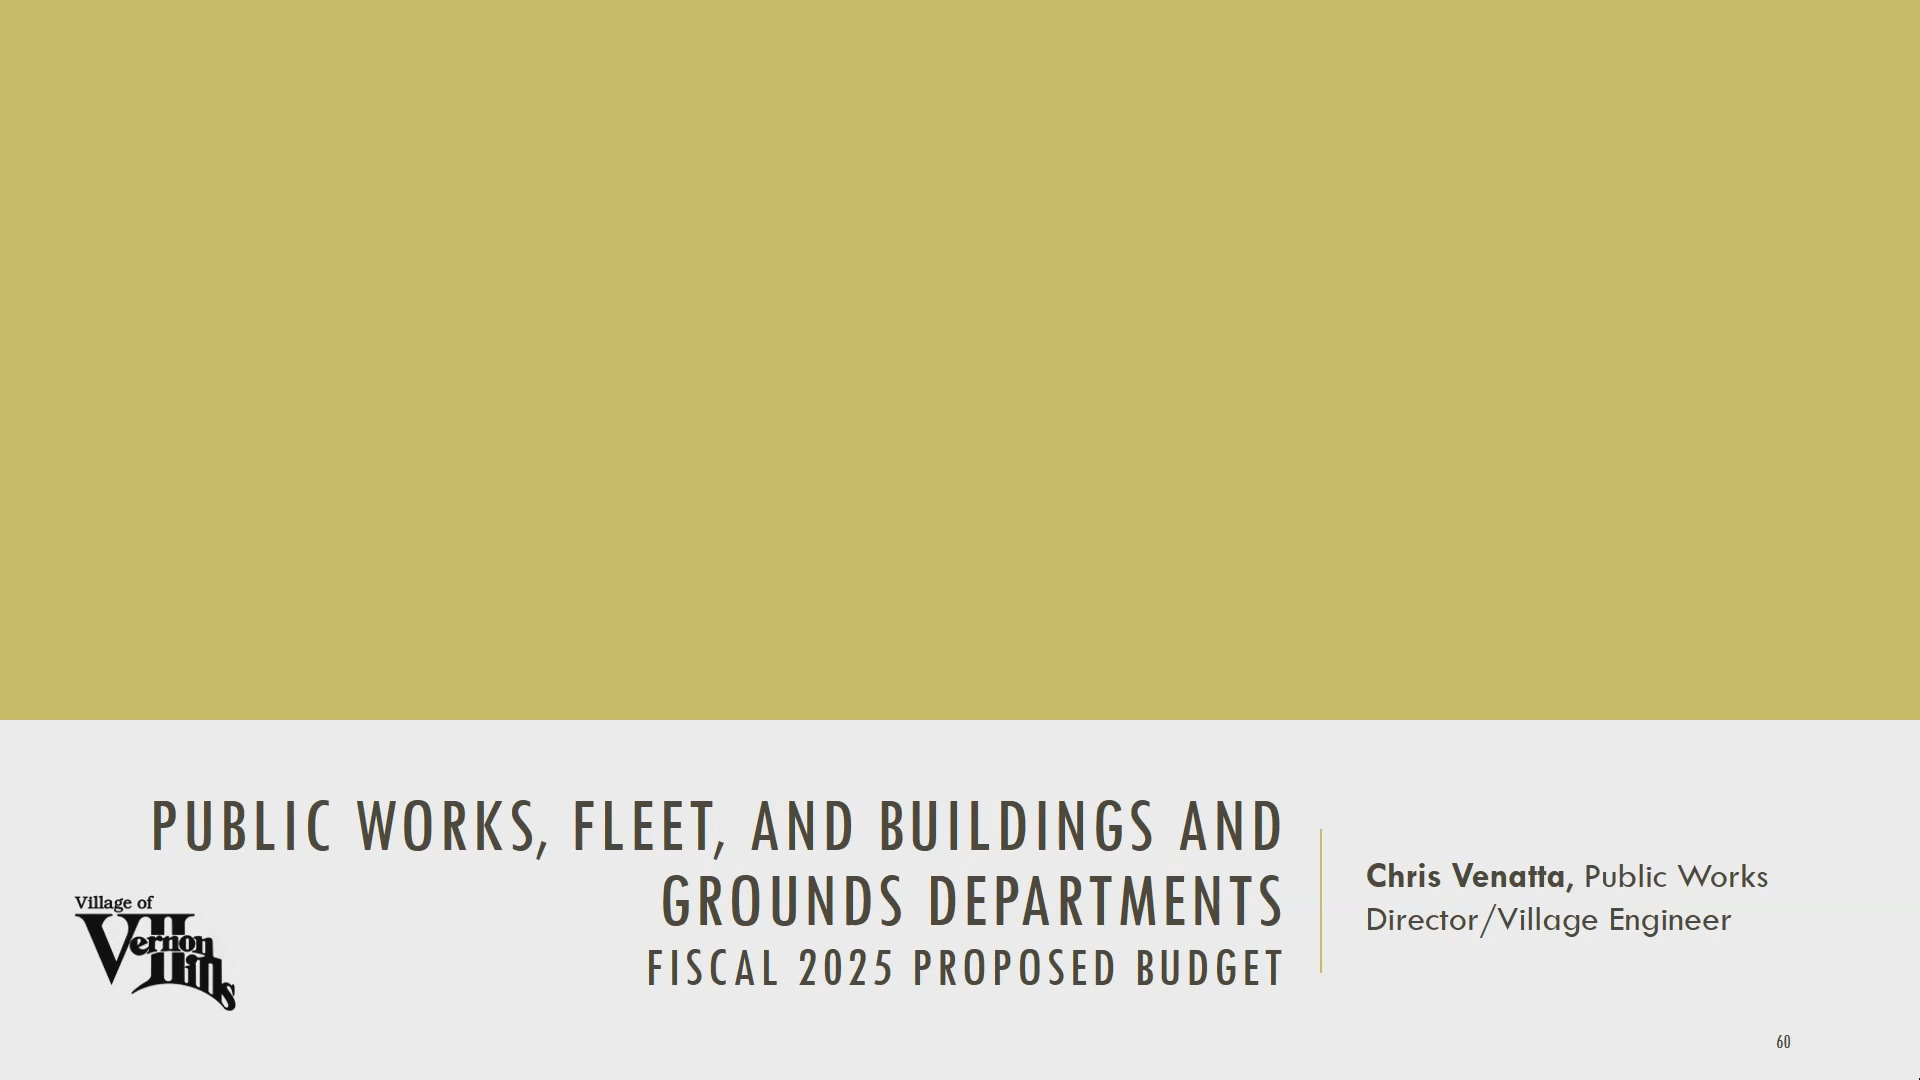 PUBLIC WORKS, FLEET, AND BUILDINGS AND
GROUNDS DEPARTMENTS
FISCAL 2025 PROPOSED BUDGET
Chris Venatta, Public Works
Director/Village Engineer
Village of
Vernon
Hills
60